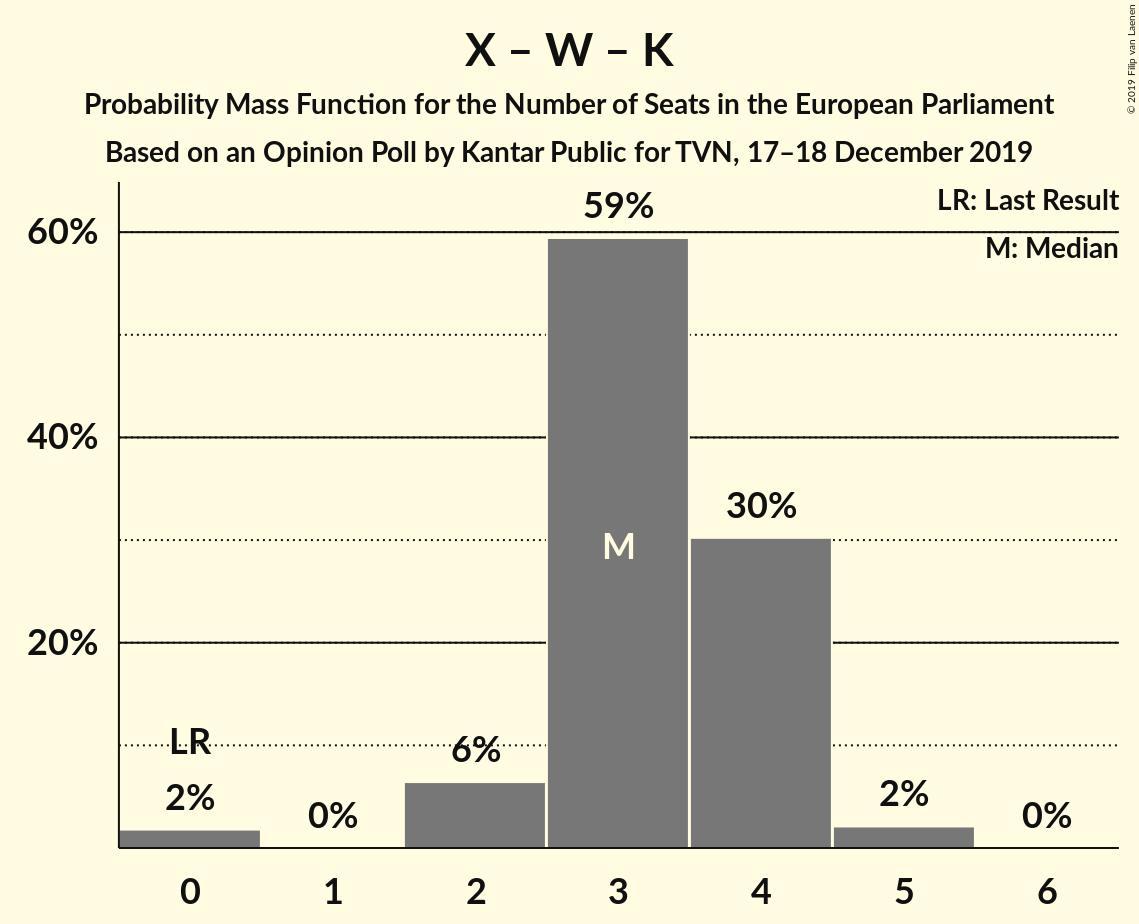 X – W – K
Probability Mass Function for the Number of Seats in the European Parliament
Based on an Opinion Poll by Kantar Public for TVN, 17–18 December 2019
© 2019 Filip van Laenen
LR: Last Result
M: Median
60%
40%
20%
59%
30%
M
LR
2%
0%
6%
2%
0%
0 1 2 3 4 5 6